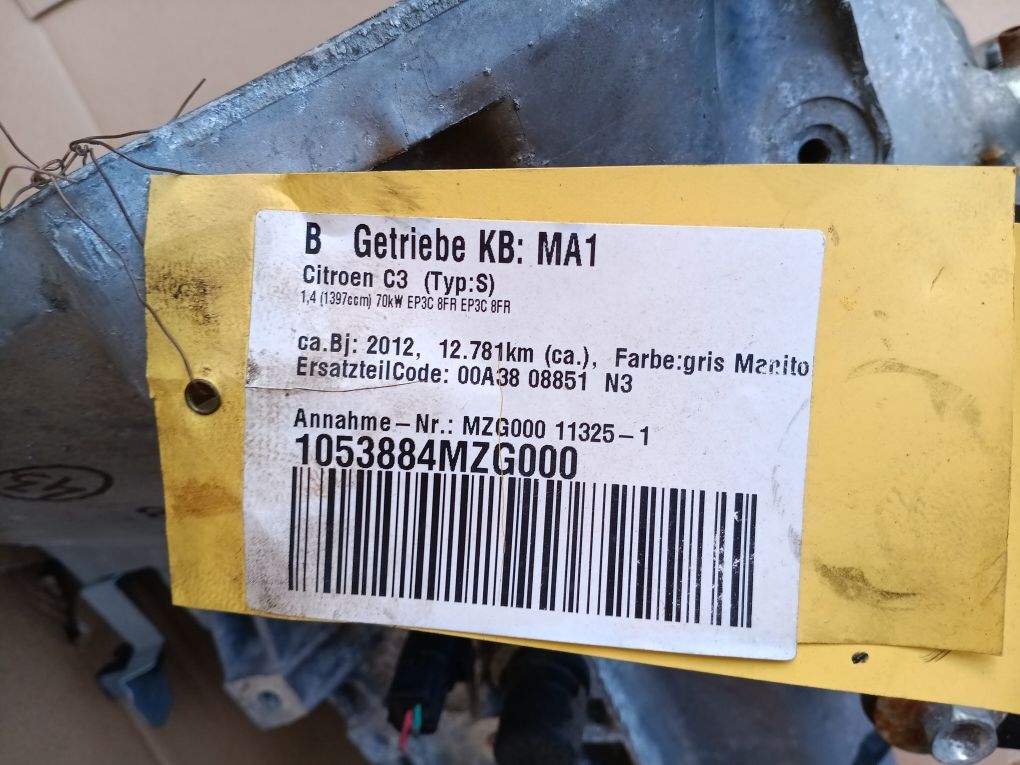 B Getriebe KB: MA1
Citroen C3 (Typ:S)
1,4 (1397ccm) 70kW EP3C 8FR EP3C 8FR
ca.Bj: 2012, 12.781km (ca.), Farbe:gris Manito
ErsatzteilCode: 00A38 08851 N3
Annahme-Nr.: MZG000 11325-1
1053884MZG000